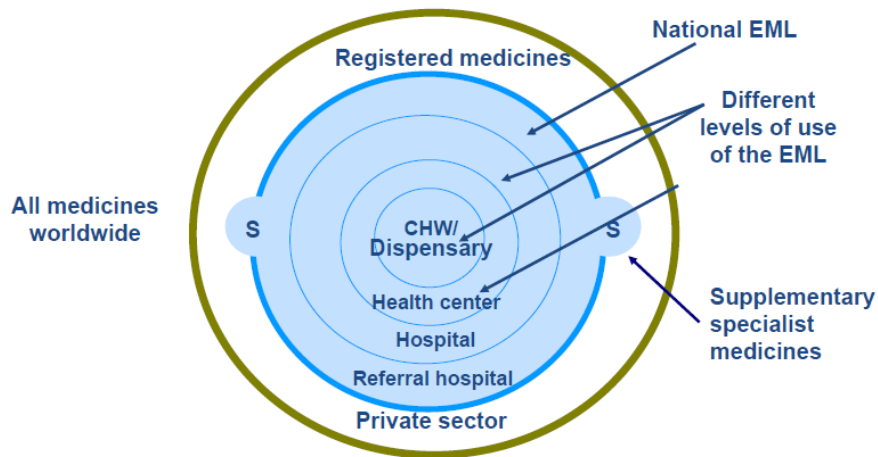 National EML
Registered medicines
Different
levels of use
of the EML
All medicines
worldwide
S
CHW/
Dispensary
S
Health center
Supplementary
specialist
medicines
Hospital
Referral hospital
Private sector